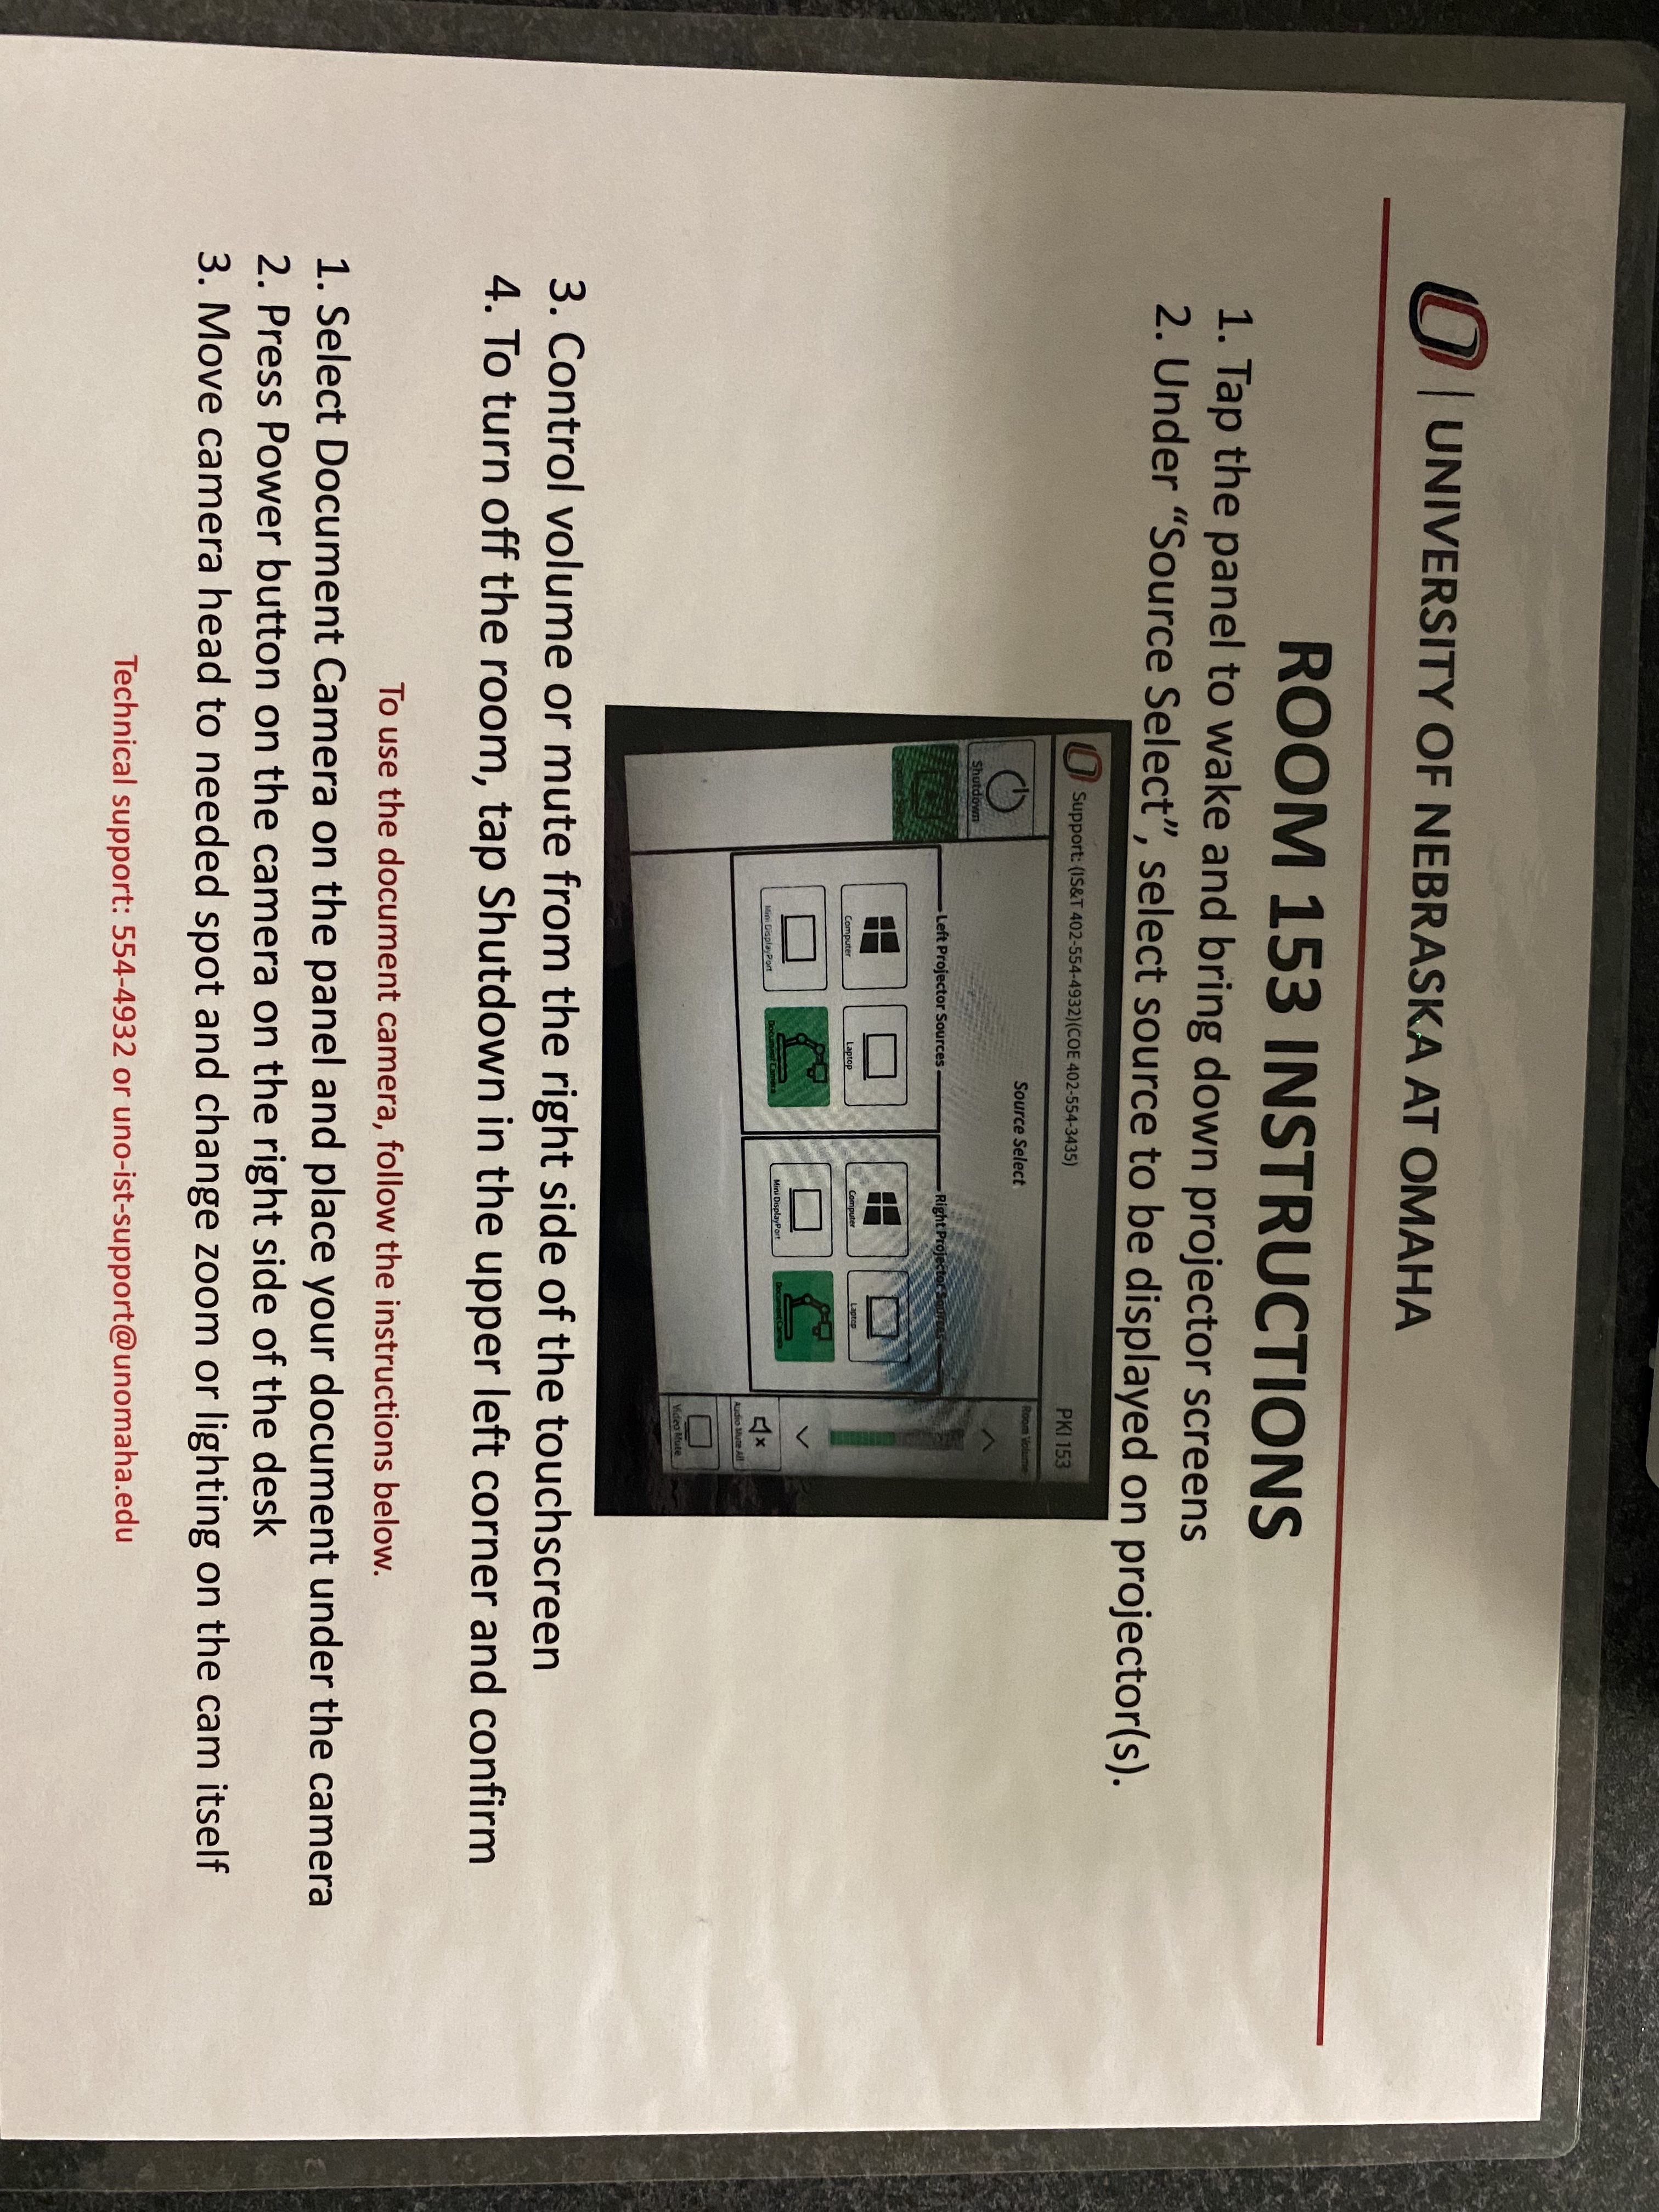 UNIVERSITY OF NEBRASKA AT OMAHA
ROOM 153 INSTRUCTIONS
1. Tap the panel to wake and bring down projector screens
2. Under “Source Select”, select source to be displayed on projector(s).
Support: (IS&T 402-554-4932)(COE 402-554-3435)
PKI 153
Shutdown
Source Select
Room Volume
Left Projector Sources
Right Projector Sources
Computer
Laptop
Computer
Laptop
Mini DisplayPort
Document Camera
Mini DisplayPort
Document Camera
Audio Mute All
Video Mute
3. Control volume or mute from the right side of the touchscreen
4. To turn off the room, tap Shutdown in the upper left corner and confirm
To use the document camera, follow the instructions below.
1. Select Document Camera on the panel and place your document under the camera
2. Press Power button on the camera on the right side of the desk
3. Move camera head to needed spot and change zoom or lighting on the cam itself
Technical support: 554-4932 or uno-ist-support@unomaha.edu